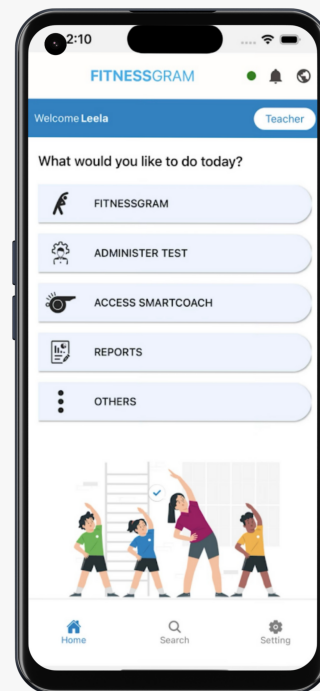 2:10
FITNESSGRAM
Welcome Leela
Teacher
What would you like to do today?
FITNESSGRAM
ADMINISTER TEST
ACCESS SMARTCOACH
REPORTS
OTHERS
Home
Search
Setting